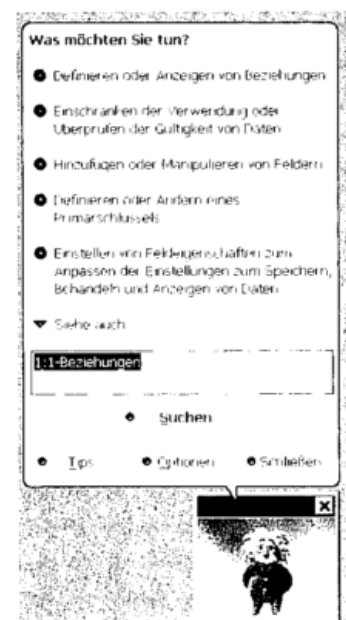 Was möchten Sie tun?
Definieren oder Anzeigen von Beziehungen
Einschränken der Verwendung oder
Überprüfen der Gültigkeit von Daten
Hinzufügen oder Manipulieren von Feldern
Definieren oder Ändern eines
Primärschlüssels
Einstellen von Feldeigenschaften zum
Anpassen der Einstellungen zum Speichern,
Behandeln und Anzeigen von Daten
Siehe auch
1:1-Beziehungen
Suchen
Tips Optionen Schließen